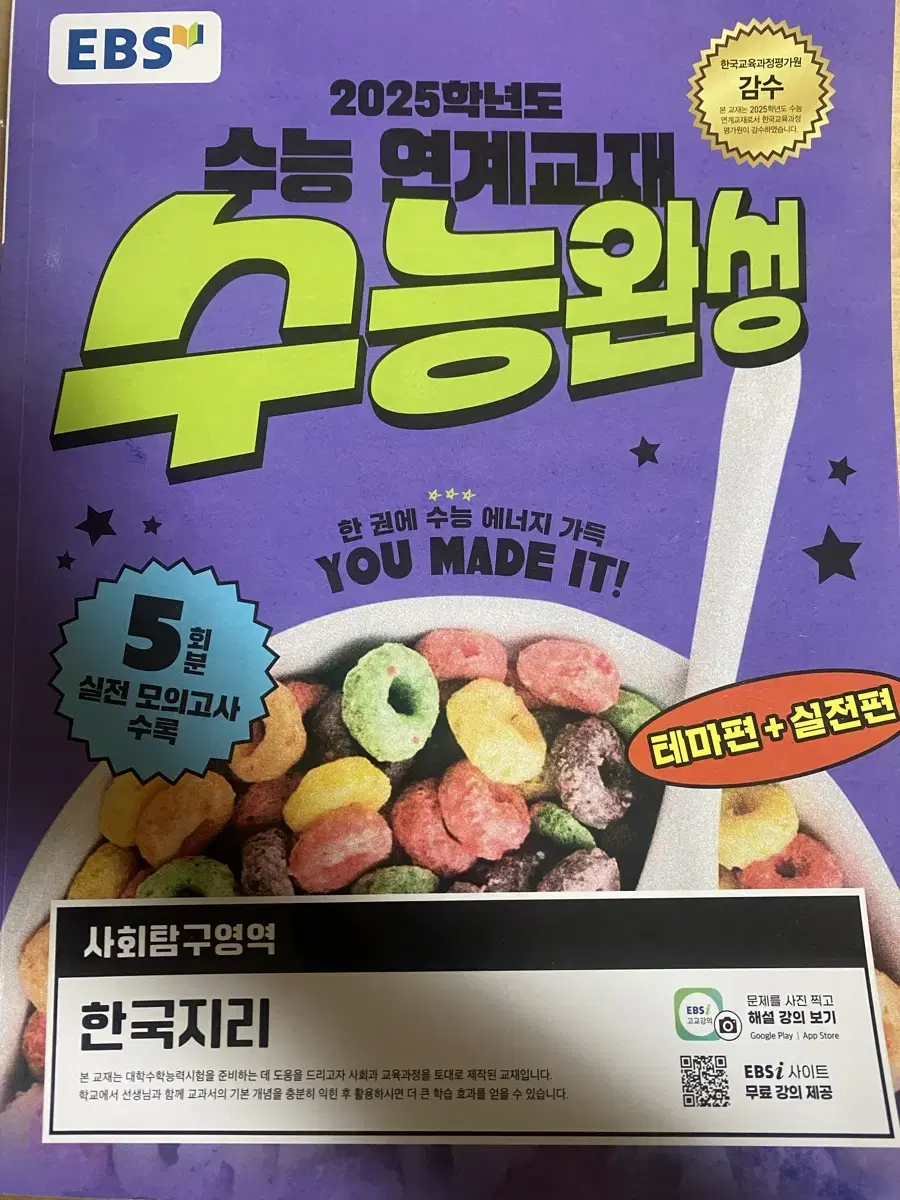 EBS
한국교육과정평가원
감수
본 교재는 2025학년도 수능
연계교재로서 한국교육과정
평가원이 감수하였습니다.
2025학년도
수능 연계교재
수능완성
한 권에 수능 에너지 가득
YOU MADE IT!
5회분
실전 모의고사
수록
테마편 + 실전편
사회탐구영역
한국지리
본 교재는 대학수학능력시험을 준비하는 데 도움을 드리고자 사회과 교육과정을 토대로 제작된 교재입니다.
학교에서 선생님과 함께 교과서의 기본 개념을 충분히 익힌 후 활용하시면 더 큰 학습 효과를 얻을 수 있습니다.
EBSi
고교강의
문제를 사진 찍고
해설 강의 보기
Google Play | App Store
EBSi 사이트
무료 강의 제공